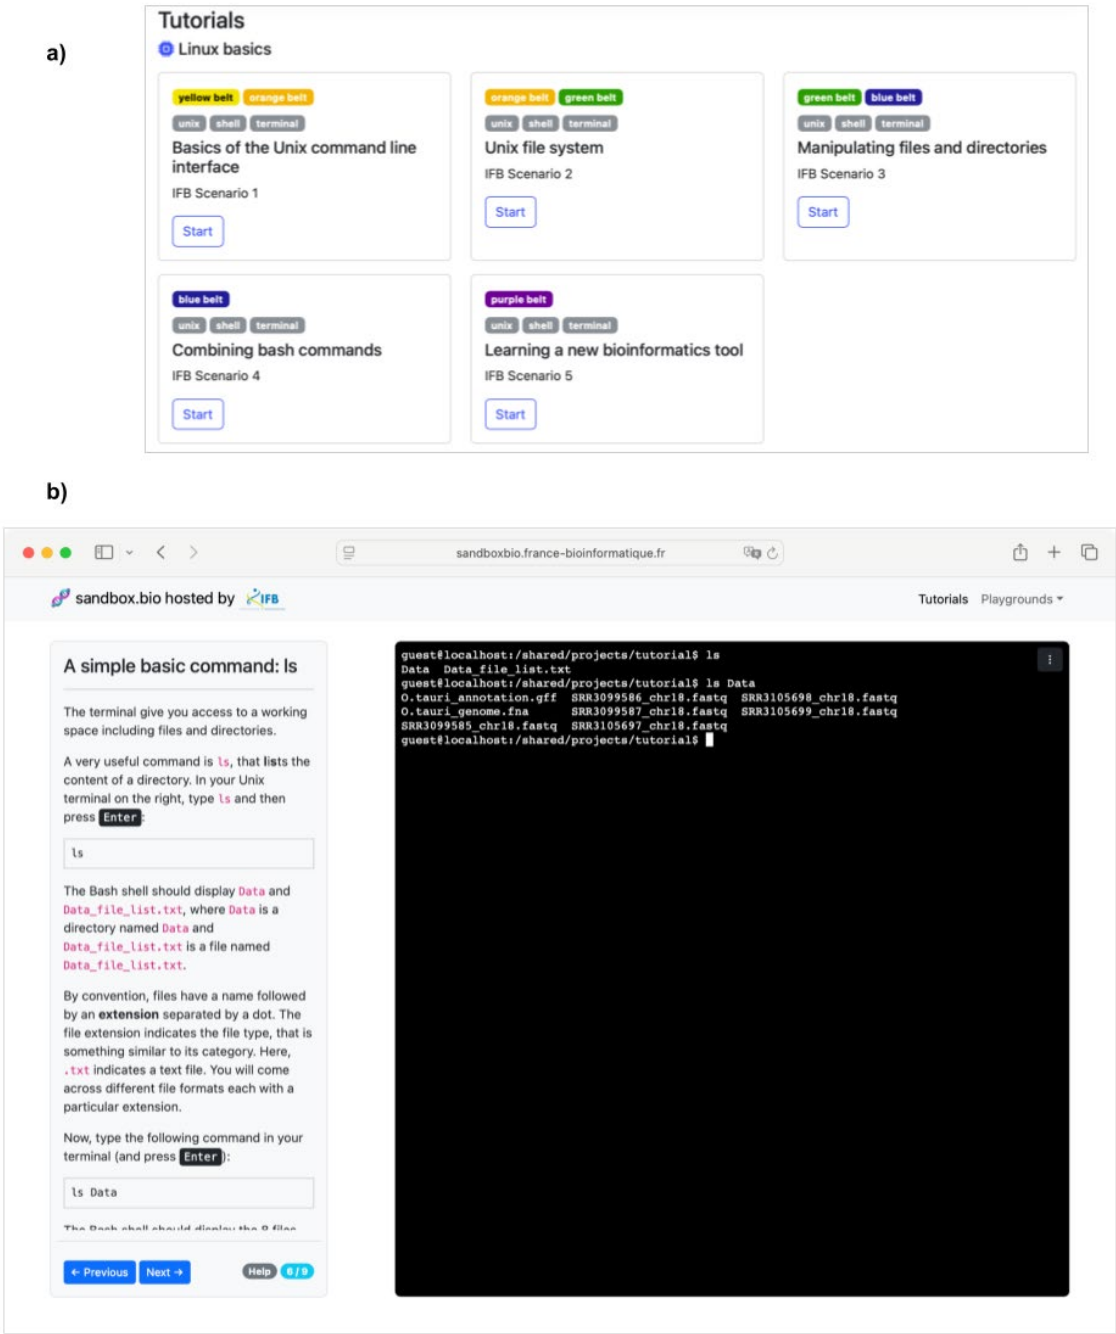 a)
Tutorials
Linux basics
yellow belt orange belt
unix shell terminal
Basics of the Unix command line
interface
IFB Scenario 1
Start
orange belt green belt
unix shell terminal
Unix file system
IFB Scenario 2
Start
green belt blue belt
unix shell terminal
Manipulating files and directories
IFB Scenario 3
Start
blue belt
unix shell terminal
Combining bash commands
IFB Scenario 4
Start
purple belt
unix shell terminal
Learning a new bioinformatics tool
IFB Scenario 5
Start
b)
sandboxbio.france-bioinformatique.fr
sandbox.bio hosted by IFB
Tutorials Playgrounds
A simple basic command: ls
The terminal give you access to a working
space including files and directories.
A very useful command is ls, that lists the
content of a directory. In your Unix
terminal on the right, type ls and then
press Enter:
ls
The Bash shell should display Data and
Data_file_list.txt, where Data is a
directory named Data and
Data_file_list.txt is a file named
Data_file_list.txt.
By convention, files have a name followed
by an extension separated by a dot. The
file extension indicates the file type, that is
something similar to its category. Here,
.txt indicates a text file. You will come
across different file formats each with a
particular extension.
Now, type the following command in your
terminal (and press Enter):
ls Data
The Bash shell should display the 8 files
← Previous Next → Help 6 / 9
guest@localhost:/shared/projects/tutorial$ ls
Data Data_file_list.txt
guest@localhost:/shared/projects/tutorial$ ls Data
O.tauri_annotation.gff SRR3099586_chr18.fastq SRR3105698_chr18.fastq
O.tauri_genome.fna SRR3099587_chr18.fastq SRR3105699_chr18.fastq
SRR3099585_chr18.fastq SRR3105697_chr18.fastq
guest@localhost:/shared/projects/tutorial$